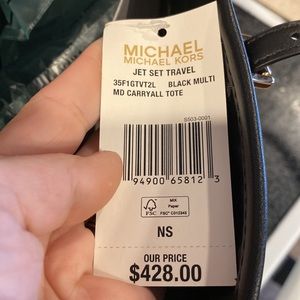 MICHAEL
MICHAEL KORS
JET SET TRAVEL
35F1GTVT2L BLACK MULTI
MD CARRYALL TOTE
S503-0001
94900 65812 3
FSC
MIX
Paper
NS
OUR PRICE
$428.00